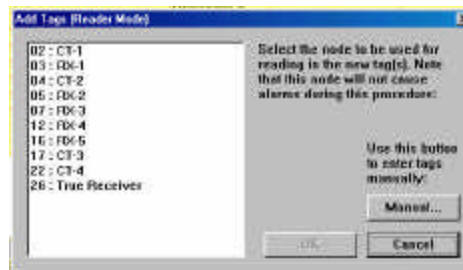 Add Tags (Reader Mode)
02 : CT-1
03 : RX-1
04 : CT-2
05 : RX-2
07 : RX-3
12 : RX-4
16 : RX-5
17 : CT-3
22 : CT-4
26 : True Receiver
Select the node to be used for
reading in the new tag(s). Note
that this node will not cause
alarms during this procedure:
Use this button
to enter tags
manually:
Manual...
OK
Cancel